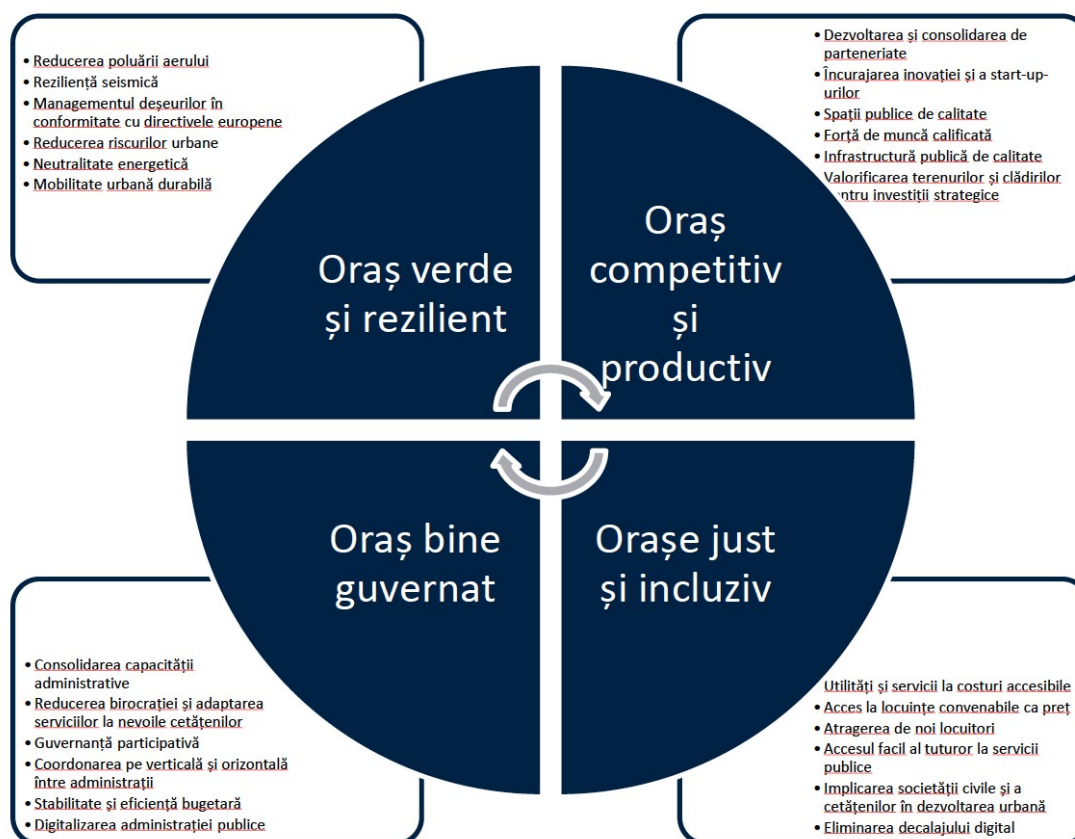 • Reducerea poluării aerului
• Reziliență seismică
• Managementul deșeurilor în
conformitate cu directivele europene
• Reducerea riscurilor urbane
• Neutralitate energetică
• Mobilitate urbană durabilă
• Dezvoltarea și consolidarea de
parteneriate
• Încurajarea inovației și a start-up-
urilor
• Spații publice de calitate
• Forță de muncă calificată
• Infrastructură publică de calitate
Valorificarea terenurilor și clădirilor
investiții strategice
Oraș verde
și rezilient
Oraș
competitiv
și
productiv
Oraș bine
guvernat
Orașe just
și incluziv
• Consolidarea capacității
administrative
• Reducerea birocrației și adaptarea
serviciilor la nevoile cetățenilor
• Guvernanță participativă
• Coordonarea pe verticală și orizontală
între administrații
• Stabilitate și eficiență bugetară
• Digitalizarea administrației publice
Utilități și servicii la costuri accesibile
• Acces la locuințe convenabile ca preț
• Atragerea de noi locuitori
• Accesul facil al tuturor la servicii
publice
• Implicarea societății civile și a
cetățenilor în dezvoltarea urbană
• Eliminarea decalajului digital